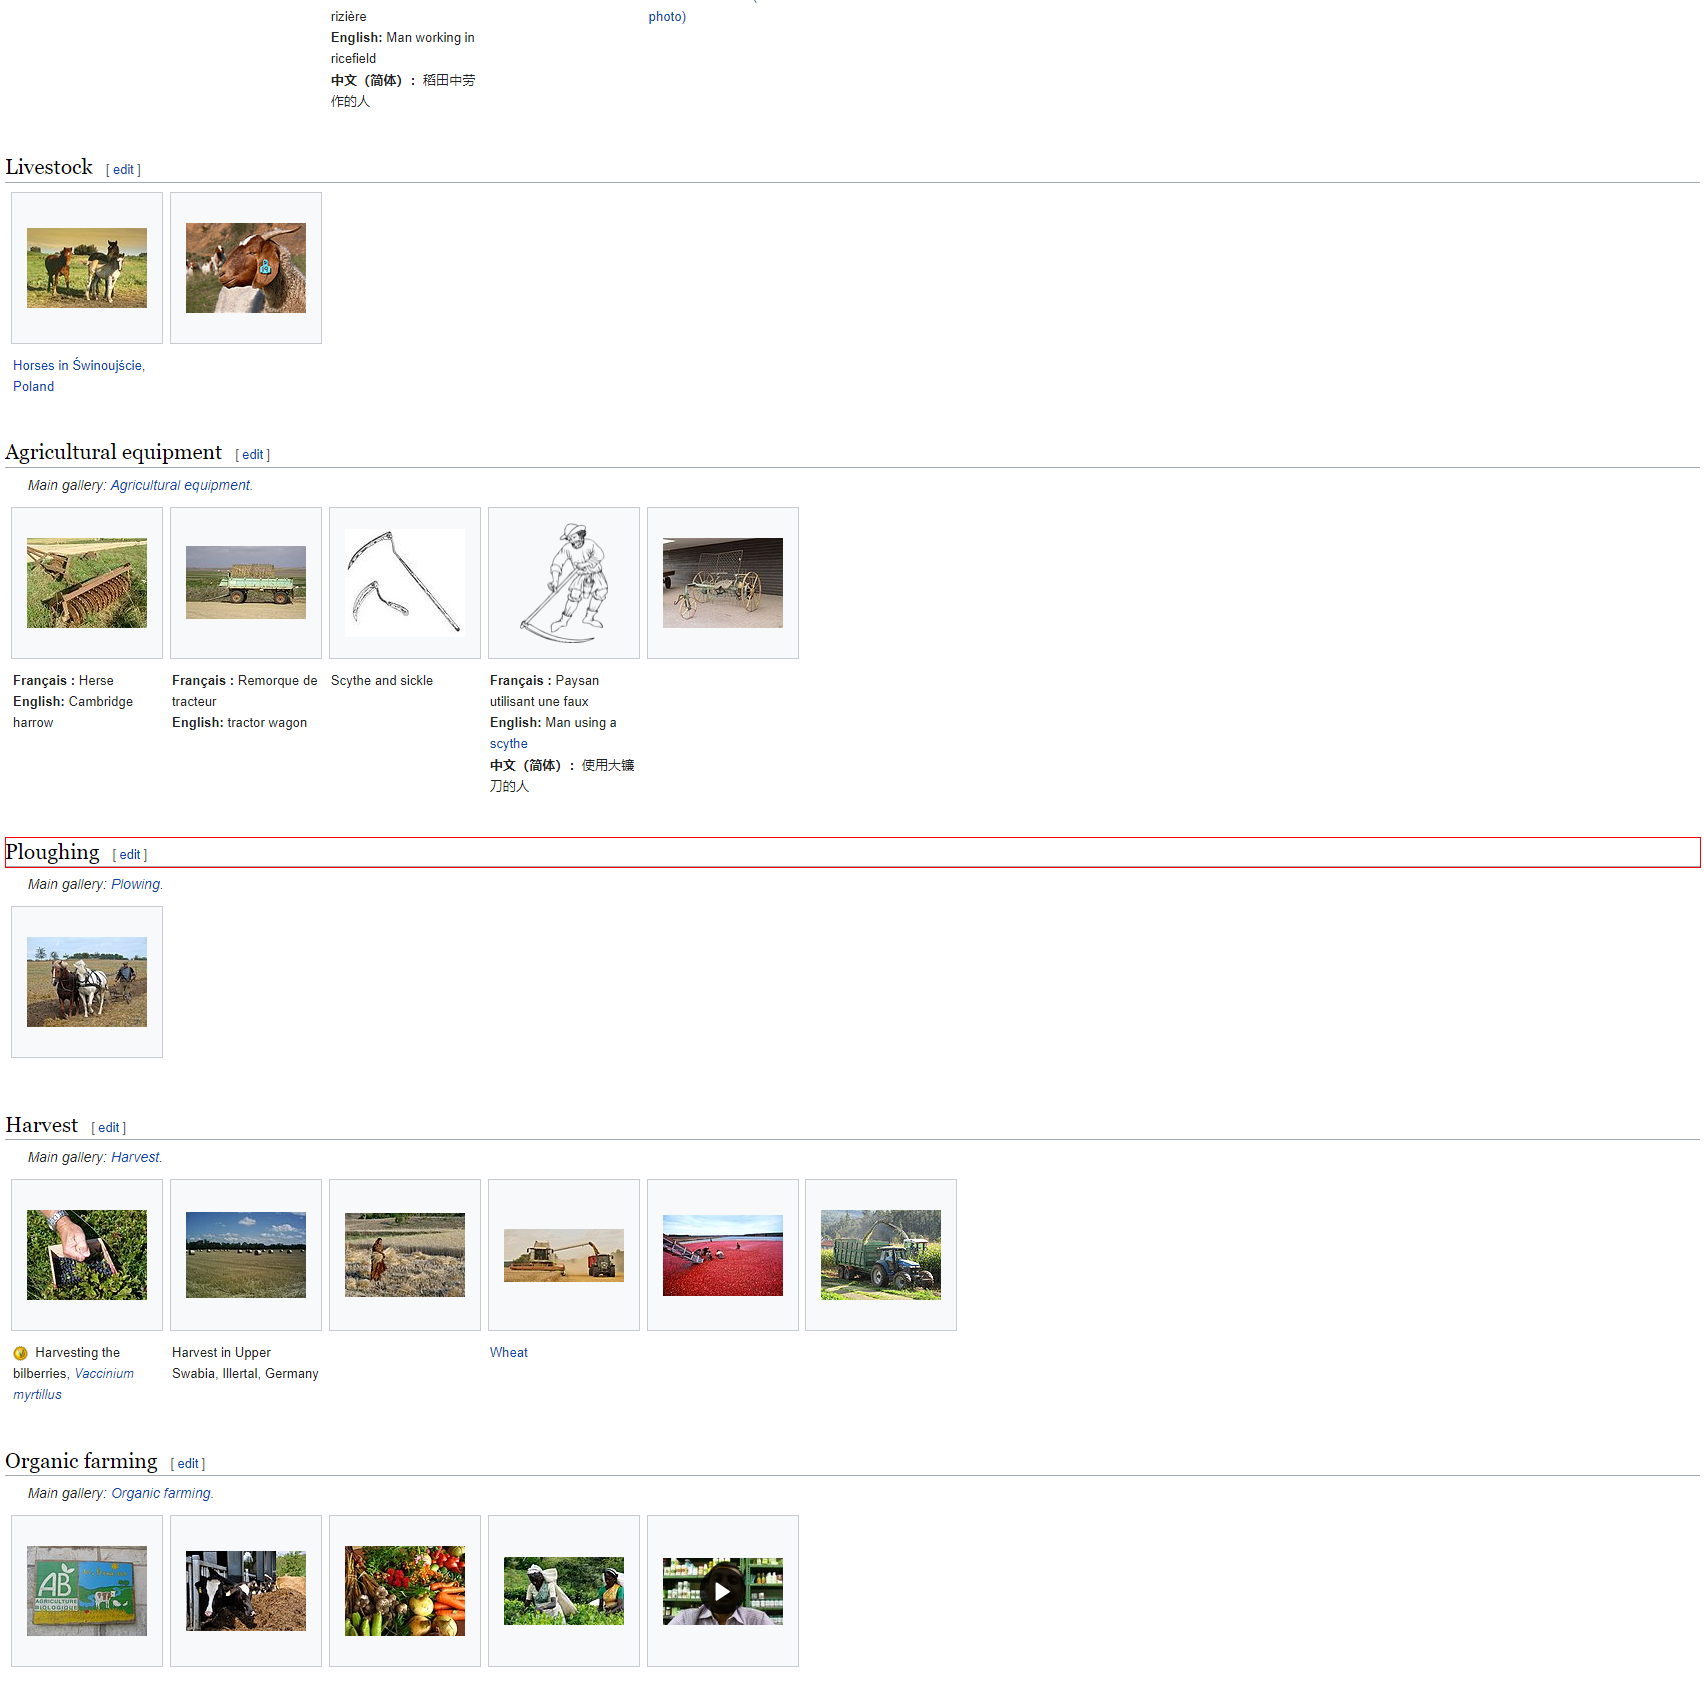 rizière
English: Man working in
ricefield
中文（简体）： 稻田中劳
作的人
photo)
Livestock [ edit ]
Horses in Świnoujście,
Poland
Agricultural equipment [ edit ]
Main gallery: Agricultural equipment.
Français : Herse
English: Cambridge
harrow
Français : Remorque de
tracteur
English: tractor wagon
Scythe and sickle
Français : Paysan
utilisant une faux
English: Man using a
scythe
中文（简体）： 使用大镰
刀的人
Ploughing [ edit ]
Main gallery: Plowing.
Harvest [ edit ]
Main gallery: Harvest.
Harvesting the
bilberries, Vaccinium
myrtillus
Harvest in Upper
Swabia, Illertal, Germany
Wheat
Organic farming [ edit ]
Main gallery: Organic farming.
AB
AGRICULTURE
BIOLOGIQUE